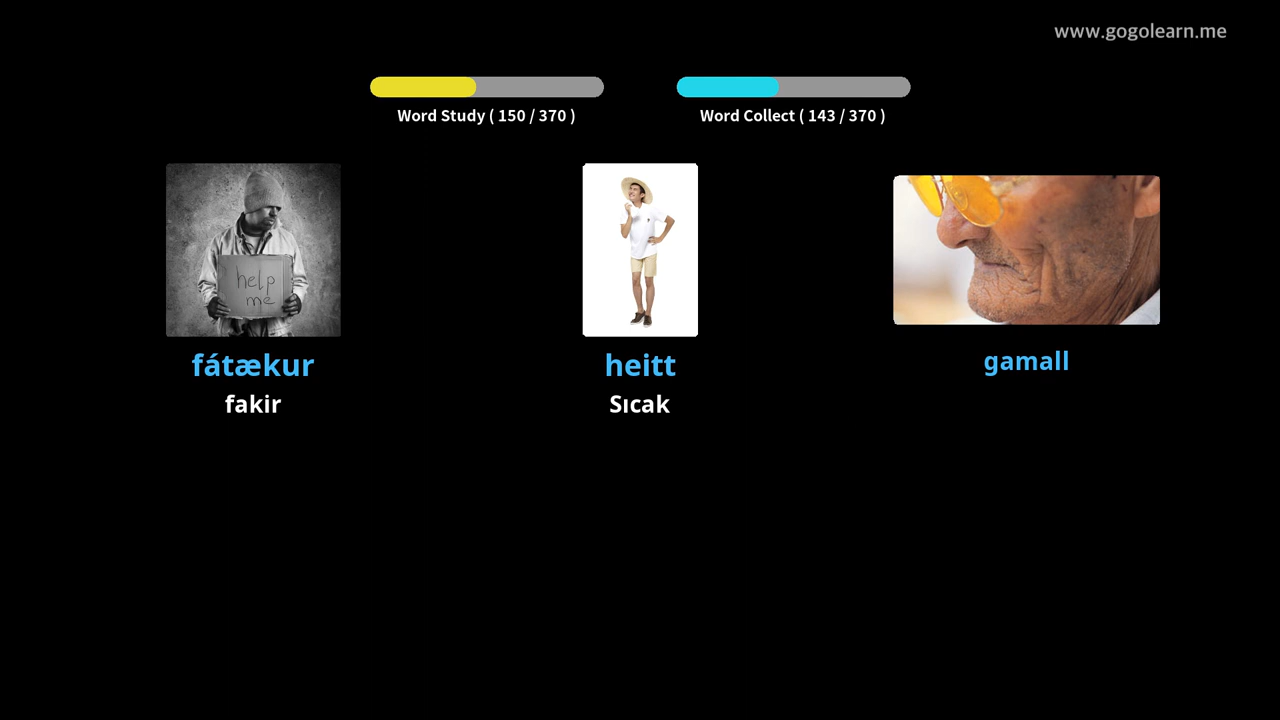 www.gogolearn.me
Word Study ( 150 / 370 )
Word Collect ( 143 / 370 )
help
me
fátækur
fakir
heitt
Sıcak
gamall